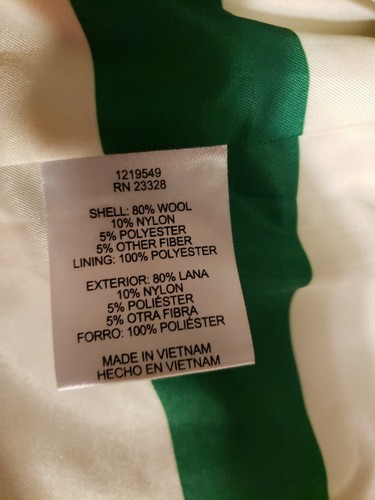 1219549
RN 23328
SHELL: 80% WOOL
10% NYLON
5% POLYESTER
5% OTHER FIBER
LINING: 100% POLYESTER
EXTERIOR: 80% LANA
10% NYLON
5% POLIÉSTER
5% OTRA FIBRA
FORRO: 100% POLIÉSTER
MADE IN VIETNAM
HECHO EN VIETNAM